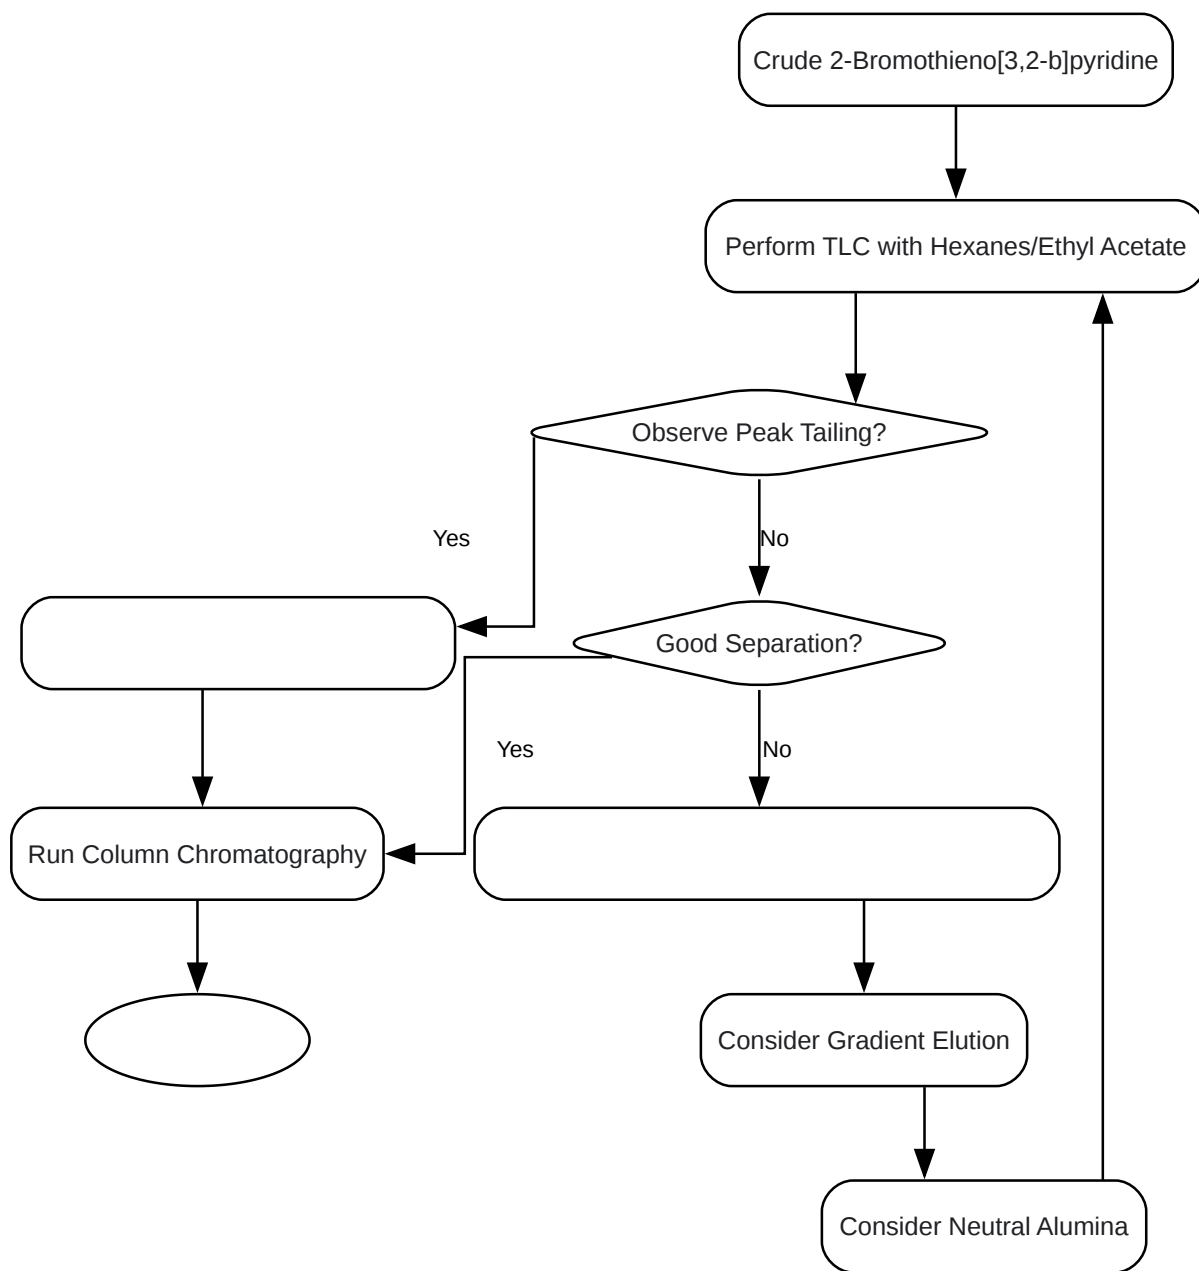 Crude 2-Bromothieno[3,2-b]pyridine
Perform TLC with Hexanes/Ethyl Acetate
Observe Peak Tailing?
Yes
No
Good Separation?
Yes
No
Run Column Chromatography
Consider Gradient Elution
Consider Neutral Alumina